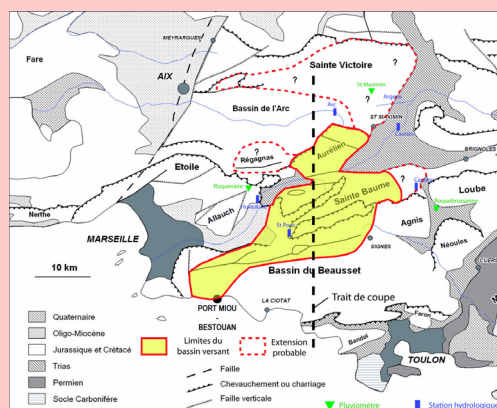 MEYRARGUES
Fare
Sainte Victoire
?
?
AIX
St Maximin
?
Bassin de l'Arc
Arc
Argens
ST MAXIMIN
BRIGNOLES
?
Régagnas
Aurélien
?
Etoile
Roquevaire
Loube
Nerthe
Allauch
Sainte Baume
Roquebrussanne
Agnis
MARSEILLE
St Pons
Néoules
SIGNES
10 km
Bassin du Beausset
LA CIOTAT
Trait de coupe
PORT MIOU
BESTOUAN
Faron
Bandol
TOULON
Quaternaire
Oligo-Miocène
Jurassique et Crétacé
Trias
Permien
Socle Carbonifère
Limites du
bassin versant
Extension
probable
Faille
Chevauchement ou charriage
Faille verticale
Pluviomètre
Station hydrologique